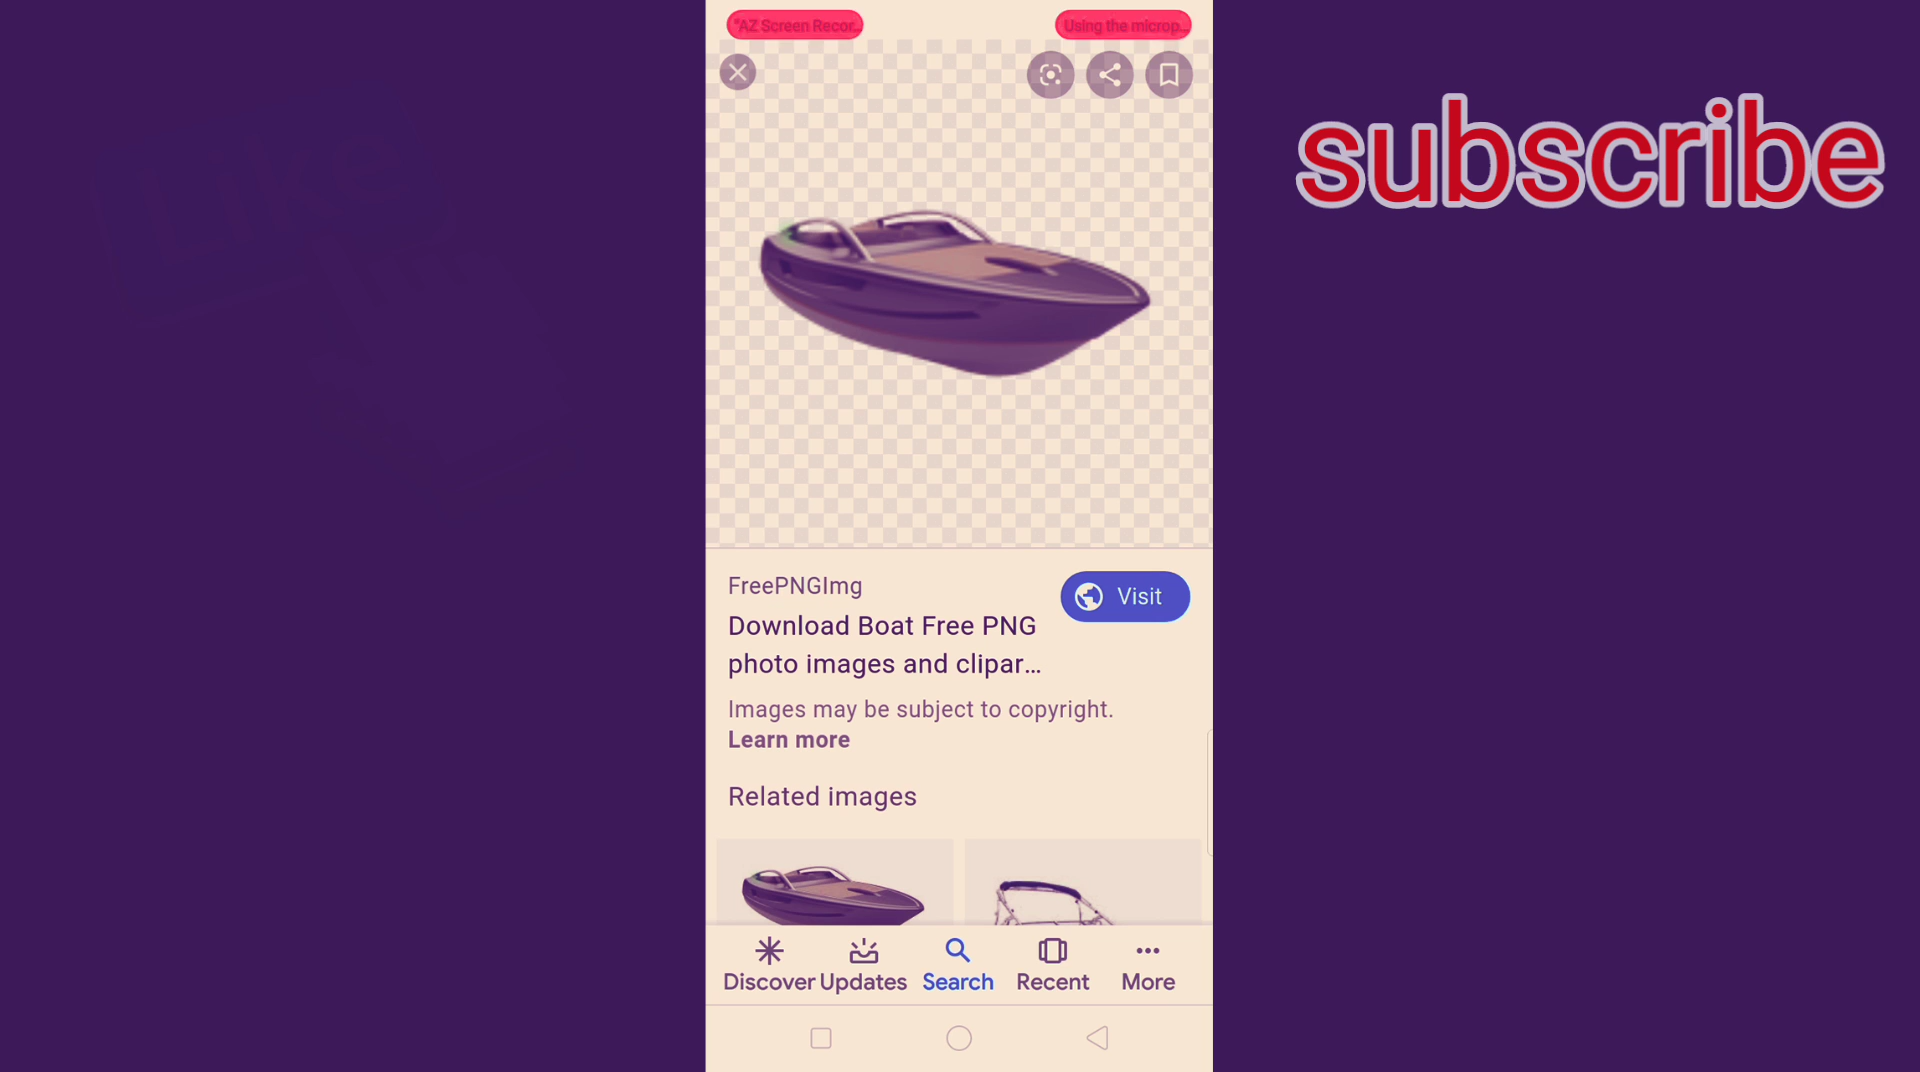 "AZ Screen Recor...
Using the microp...
Like
subscribe
FreePNGImg
Visit
Download Boat Free PNG
photo images and clipar...
Images may be subject to copyright.
Learn more
Related images
Discover Updates Search Recent More